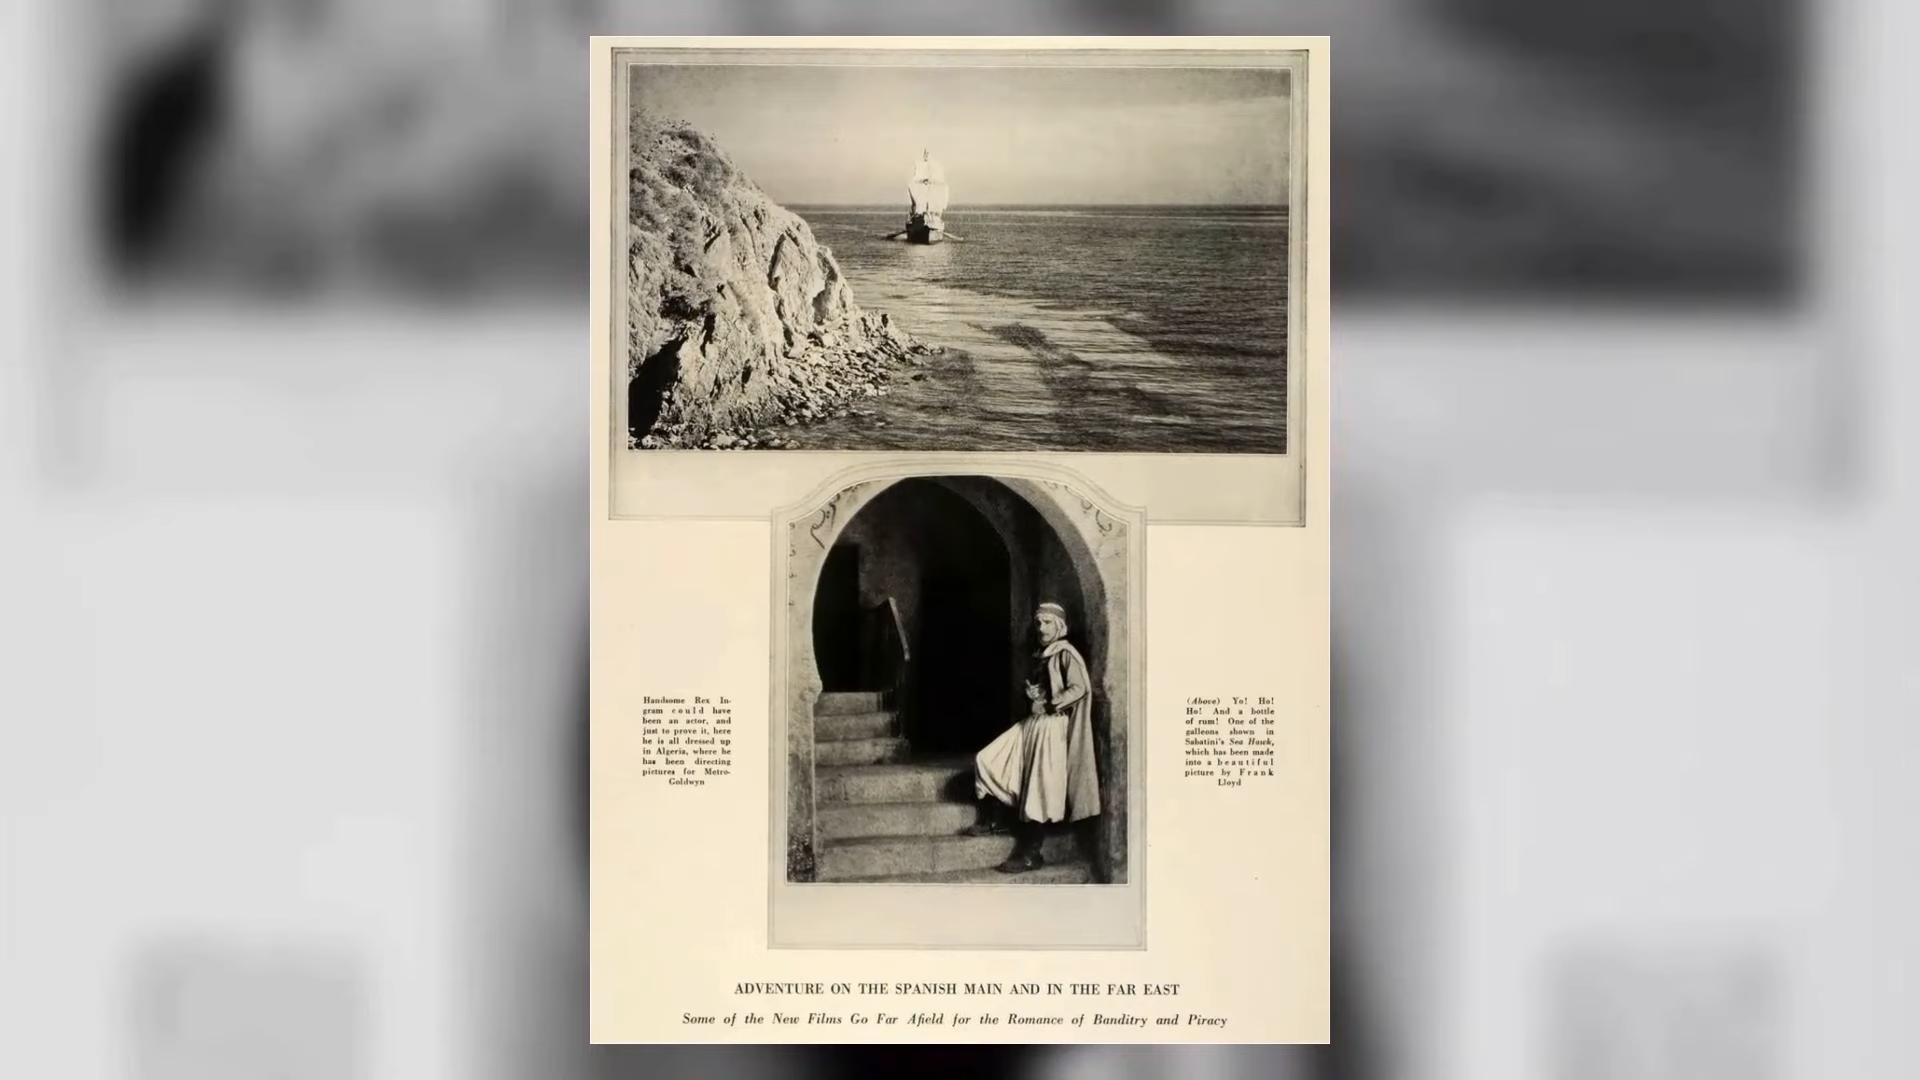 Handsome Rex In-
gram could have
been an actor, and
just to prove it, here
he is all dressed up
in Algeria, where he
has been directing
pictures for Metro-
Goldwyn
(Above) Yo! Ho!
Ho! And a bottle
of rum! One of the
galleons shown in
Sabatini's Sea Hawk,
which has been made
into a beautiful
picture by Frank
Lloyd
ADVENTURE ON THE SPANISH MAIN AND IN THE FAR EAST
Some of the New Films Go Far Afield for the Romance of Banditry and Piracy